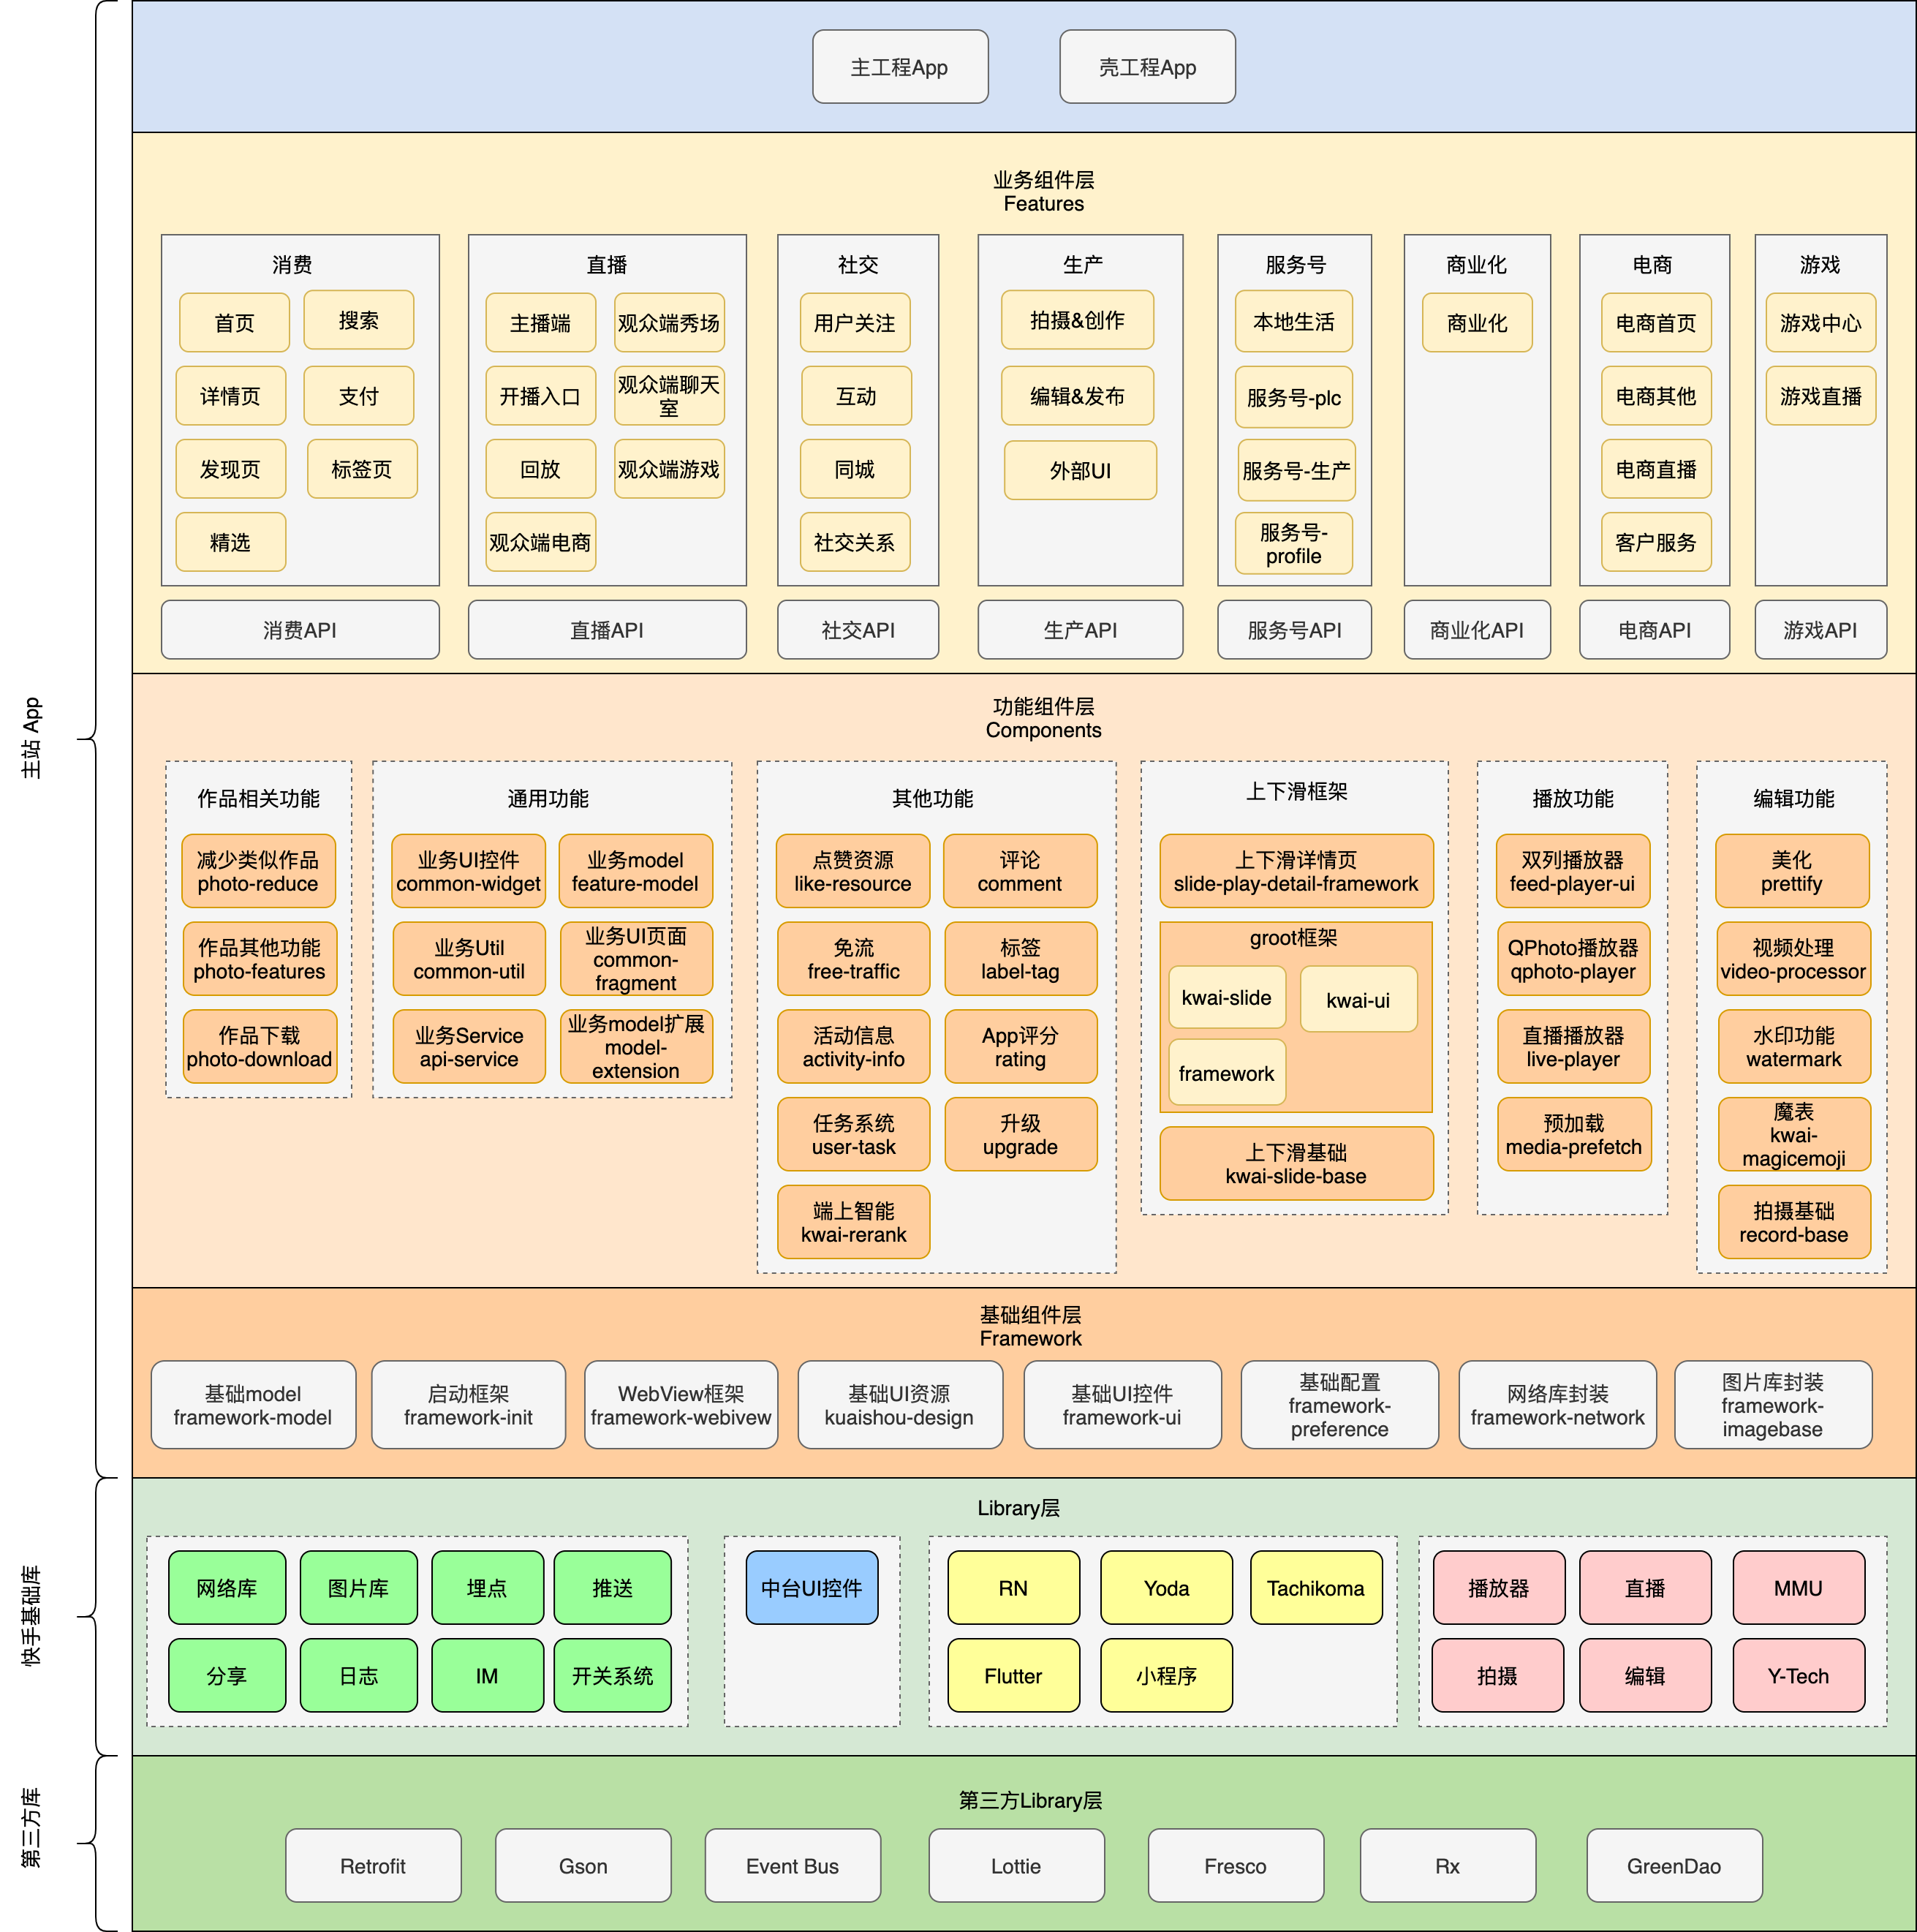 主站 App
快手基础库
第三方库
主工程App
壳工程App
业务组件层
Features
消费
首页
搜索
详情页
支付
发现页
标签页
精选
消费API
直播
主播端
观众端秀场
开播入口
观众端聊天
室
回放
观众端游戏
观众端电商
直播API
社交
用户关注
互动
同城
社交关系
社交API
生产
拍摄&创作
编辑&发布
外部UI
生产API
服务号
本地生活
服务号-plc
服务号-生产
服务号-
profile
服务号API
商业化
商业化
商业化API
电商
电商首页
电商其他
电商直播
客户服务
电商API
游戏
游戏中心
游戏直播
游戏API
功能组件层
Components
作品相关功能
减少类似作品
photo-reduce
作品其他功能
photo-features
作品下载
photo-download
通用功能
业务UI控件
common-widget
业务model
feature-model
业务Util
common-util
业务UI页面
common-
fragment
业务Service
api-service
业务model扩展
model-
extension
其他功能
点赞资源
like-resource
评论
comment
免流
free-traffic
标签
label-tag
活动信息
activity-info
App评分
rating
任务系统
user-task
升级
upgrade
端上智能
kwai-rerank
上下滑框架
上下滑详情页
slide-play-detail-framework
groot框架
kwai-slide
kwai-ui
framework
上下滑基础
kwai-slide-base
播放功能
双列播放器
feed-player-ui
QPhoto播放器
qphoto-player
直播播放器
live-player
预加载
media-prefetch
编辑功能
美化
prettify
视频处理
video-processor
水印功能
watermark
魔表
kwai-
magicemoji
拍摄基础
record-base
基础组件层
Framework
基础model
framework-model
启动框架
framework-init
WebView框架
framework-webivew
基础UI资源
kuaishou-design
基础UI控件
framework-ui
基础配置
framework-
preference
网络库封装
framework-network
图片库封装
framework-
imagebase
Library层
网络库
图片库
埋点
推送
分享
日志
IM
开关系统
中台UI控件
RN
Yoda
Tachikoma
Flutter
小程序
播放器
直播
MMU
拍摄
编辑
Y-Tech
第三方Library层
Retrofit
Gson
Event Bus
Lottie
Fresco
Rx
GreenDao